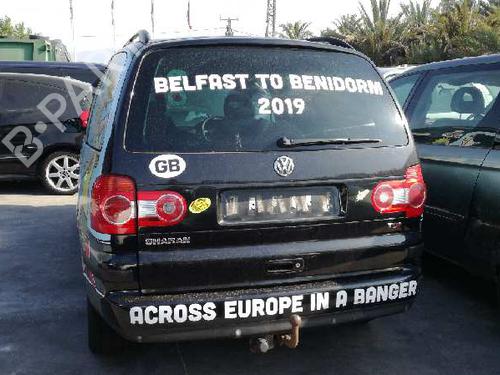 BELFAST TO BENIDORM
2019
GB
SHARAN
ACROSS EUROPE IN A BANGER